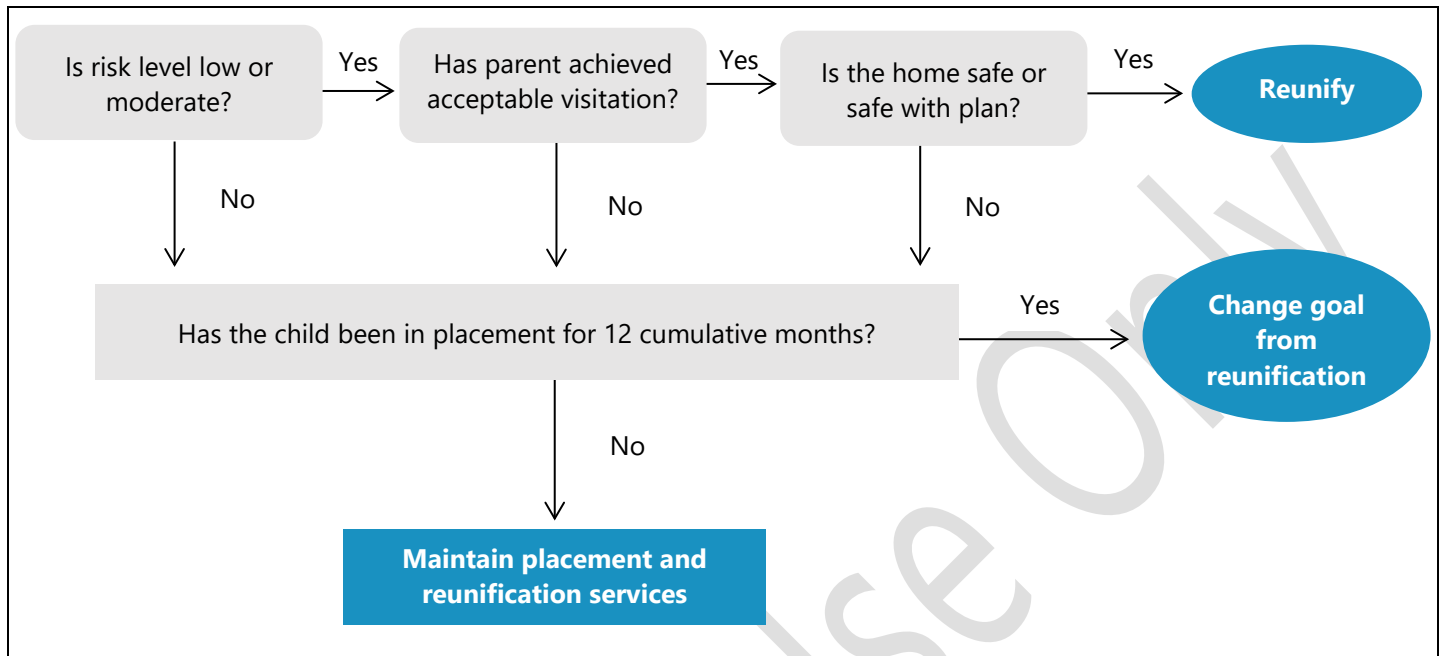 Is risk level low or
moderate?
Yes
Has parent achieved
acceptable visitation?
Yes
Is the home safe or
safe with plan?
Yes
Reunify
No
No
No
Has the child been in placement for 12 cumulative months?
Yes
Change goal
from
reunification
No
Maintain placement and
reunification services
Use Only